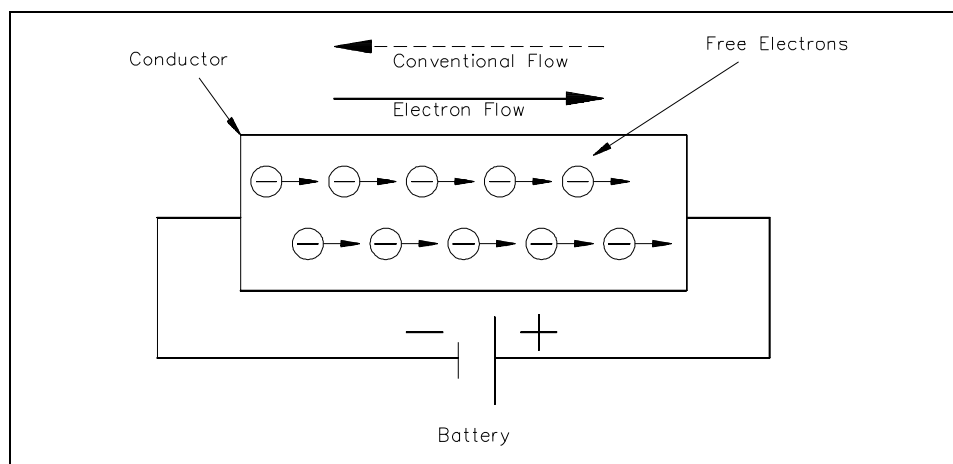 Conventional Flow
Free Electrons
Conductor
Electron Flow
− +
Battery